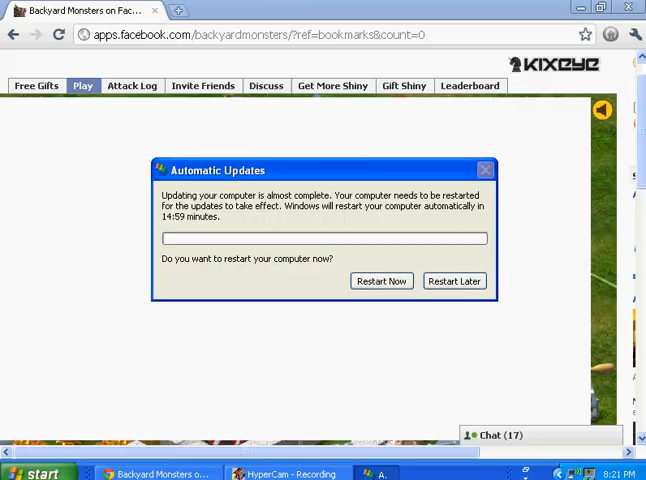 Backyard Monsters on Fac...
apps.facebook.com/backyardmonsters/?ref=bookmarks&count=0
KIXEYE
Free Gifts Play Attack Log Invite Friends Discuss Get More Shiny Gift Shiny Leaderboard
Automatic Updates
Updating your computer is almost complete. Your computer needs to be restarted
for the updates to take effect. Windows will restart your computer automatically in
14:59 minutes.
Do you want to restart your computer now?
Restart Now Restart Later
Chat (17)
start Backyard Monsters o... HyperCam - Recording A. 8:21 PM